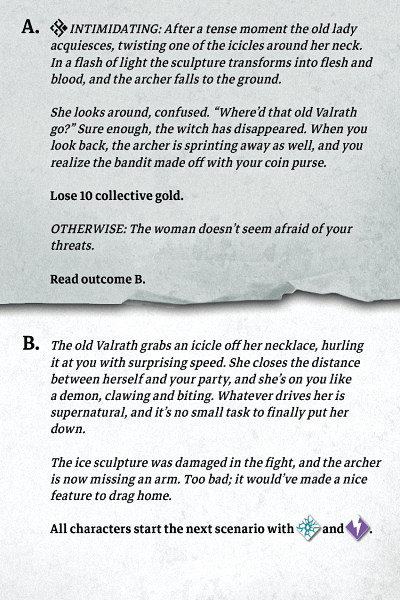 A. INTIMIDATING: After a tense moment the old lady
acquiesces, twisting one of the icicles around her neck.
In a flash of light the sculpture transforms into flesh and
blood, and the archer falls to the ground.
She looks around, confused. “Where’d that old Valrath
go?” Sure enough, the witch has disappeared. When you
look back, the archer is sprinting away as well, and you
realize the bandit made off with your coin purse.
Lose 10 collective gold.
OTHERWISE: The woman doesn’t seem afraid of your
threats.
Read outcome B.
B. The old Valrath grabs an icicle off her necklace, hurling
it at you with surprising speed. She closes the distance
between herself and your party, and she’s on you like
a demon, clawing and biting. Whatever drives her is
supernatural, and it’s no small task to finally put her
down.
The ice sculpture was damaged in the fight, and the archer
is now missing an arm. Too bad; it would’ve made a nice
feature to drag home.
All characters start the next scenario with and .